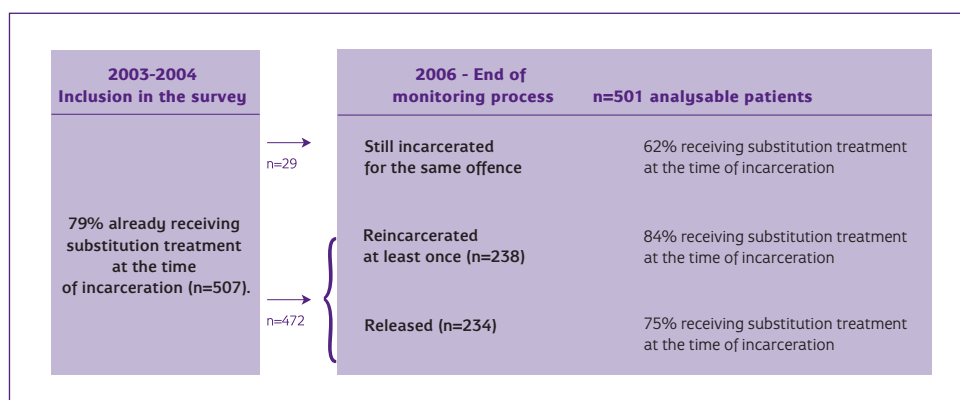 2003-2004
Inclusion in the survey
79% already receiving
substitution treatment
at the time
of incarceration (n=507).
n=29
n=472
2006 - End of
monitoring process
n=501 analysable patients
Still incarcerated
for the same offence
62% receiving substitution treatment
at the time of incarceration
Reincarcerated
at least once (n=238)
84% receiving substitution treatment
at the time of incarceration
Released (n=234)
75% receiving substitution treatment
at the time of incarceration